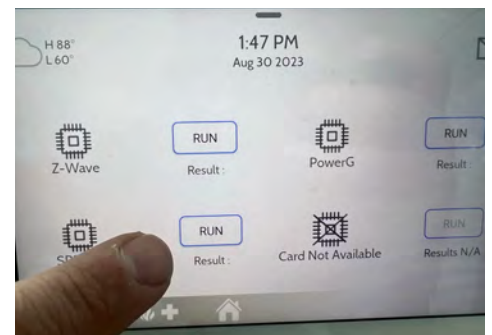 H 88°
L 60°
1:47 PM
Aug 30 2023
RUN
Z-Wave
Result :
RUN
PowerG
Result :
RUN
Result :
RUN
Card Not Available
Results N/A